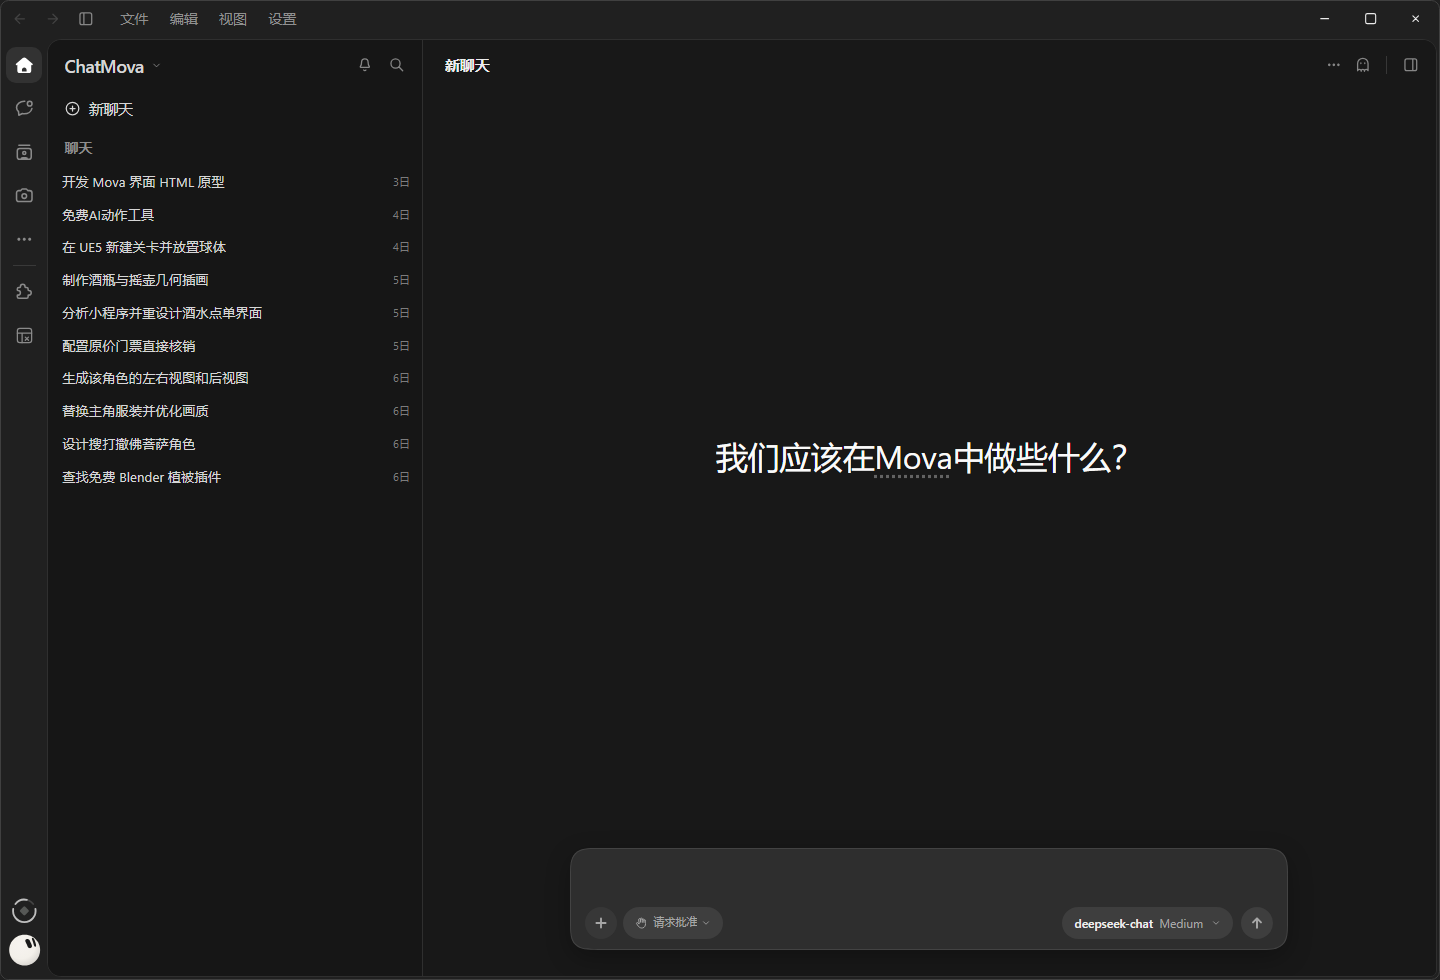 文件 编辑 视图 设置
ChatMova
新聊天
聊天
开发 Mova 界面 HTML 原型 3日
免费AI动作工具 4日
在 UE5 新建关卡并放置球体 4日
制作酒瓶与摇壶几何插画 5日
分析小程序并重设计酒水点单界面 5日
配置原价门票直接核销 5日
生成该角色的左右视图和后视图 6日
替换主角服装并优化画质 6日
设计搜打撤佛菩萨角色 6日
查找免费 Blender 植被插件 6日
新聊天
我们应该在Mova中做些什么？
请求批准
deepseek-chat Medium